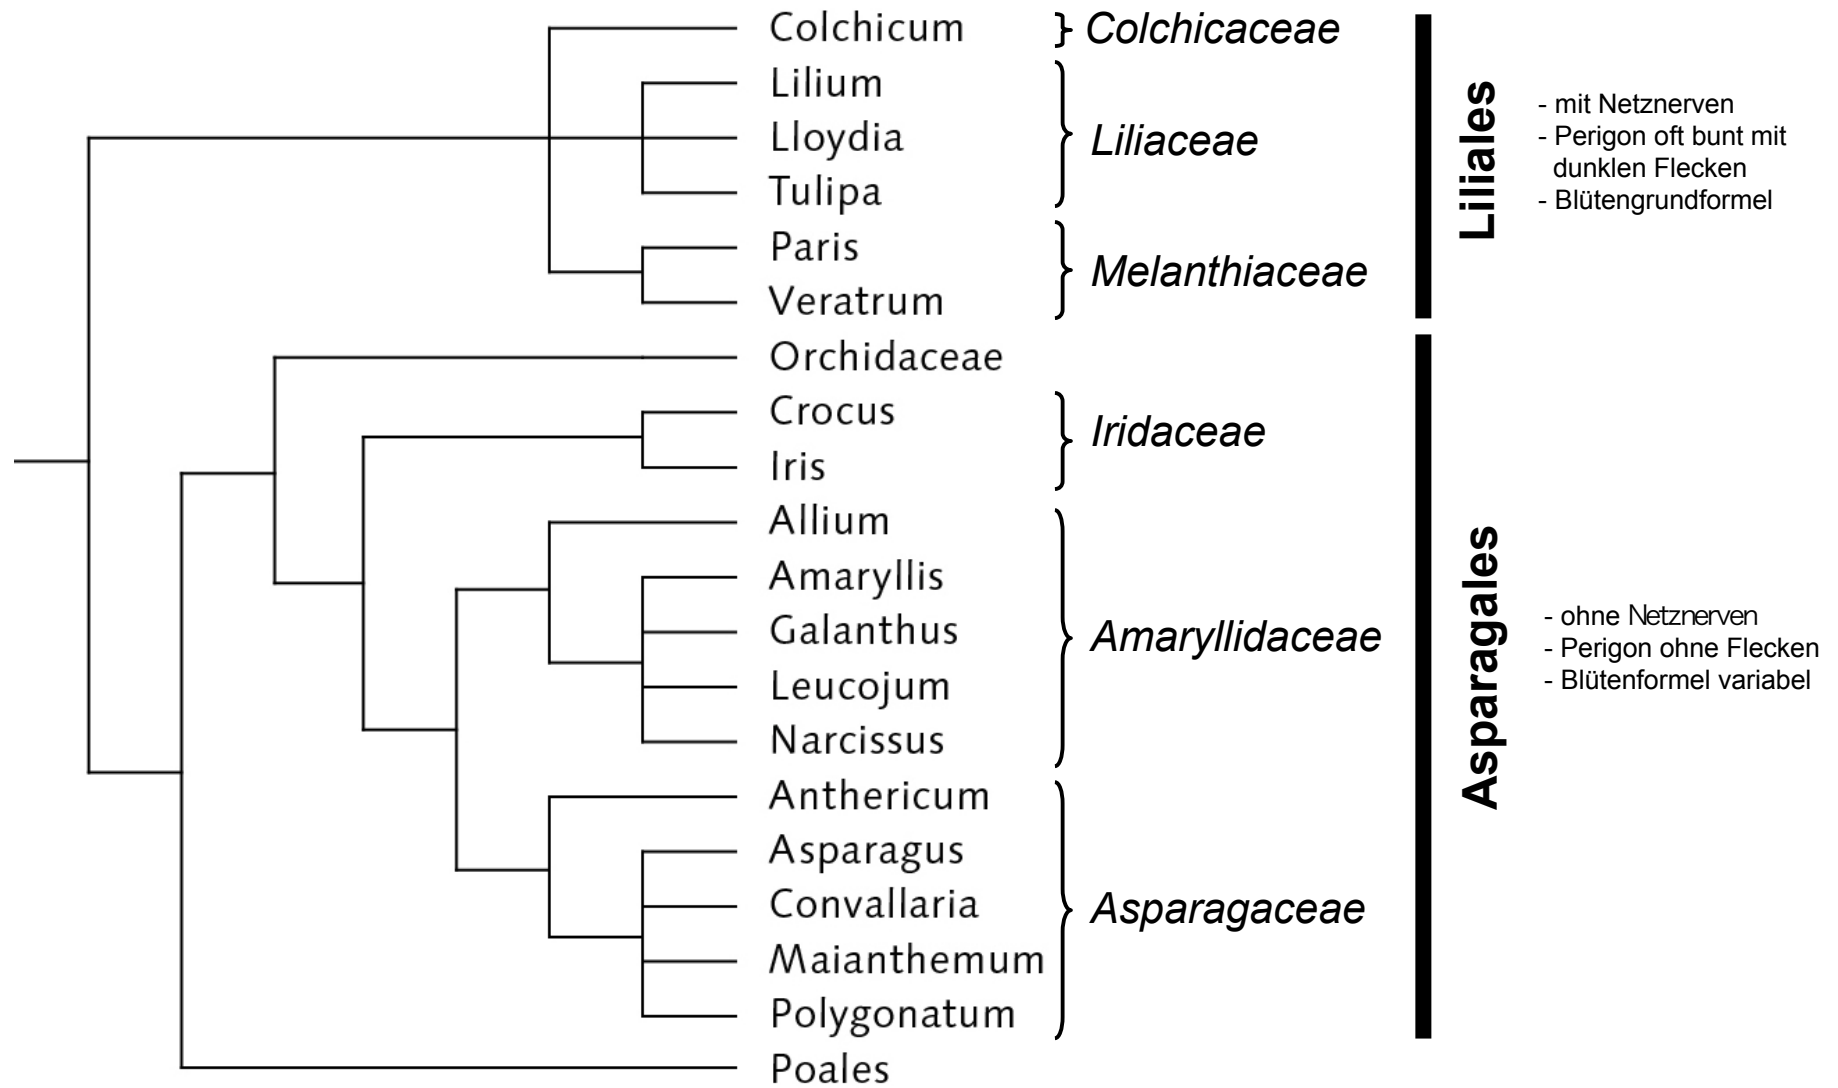 Colchicum
Lilium
Lloydia
Tulipa
Paris
Veratrum
Orchidaceae
Crocus
Iris
Allium
Amaryllis
Galanthus
Leucojum
Narcissus
Anthericum
Asparagus
Convallaria
Maianthemum
Polygonatum
Poales
Colchicaceae
Liliaceae
Melanthiaceae
Iridaceae
Amaryllidaceae
Asparagaceae
Liliales
- mit Netznerven
- Perigon oft bunt mit
dunklen Flecken
- Blütengrundformel
Asparagales
- ohne Netznerven
- Perigon ohne Flecken
- Blütenformel variabel